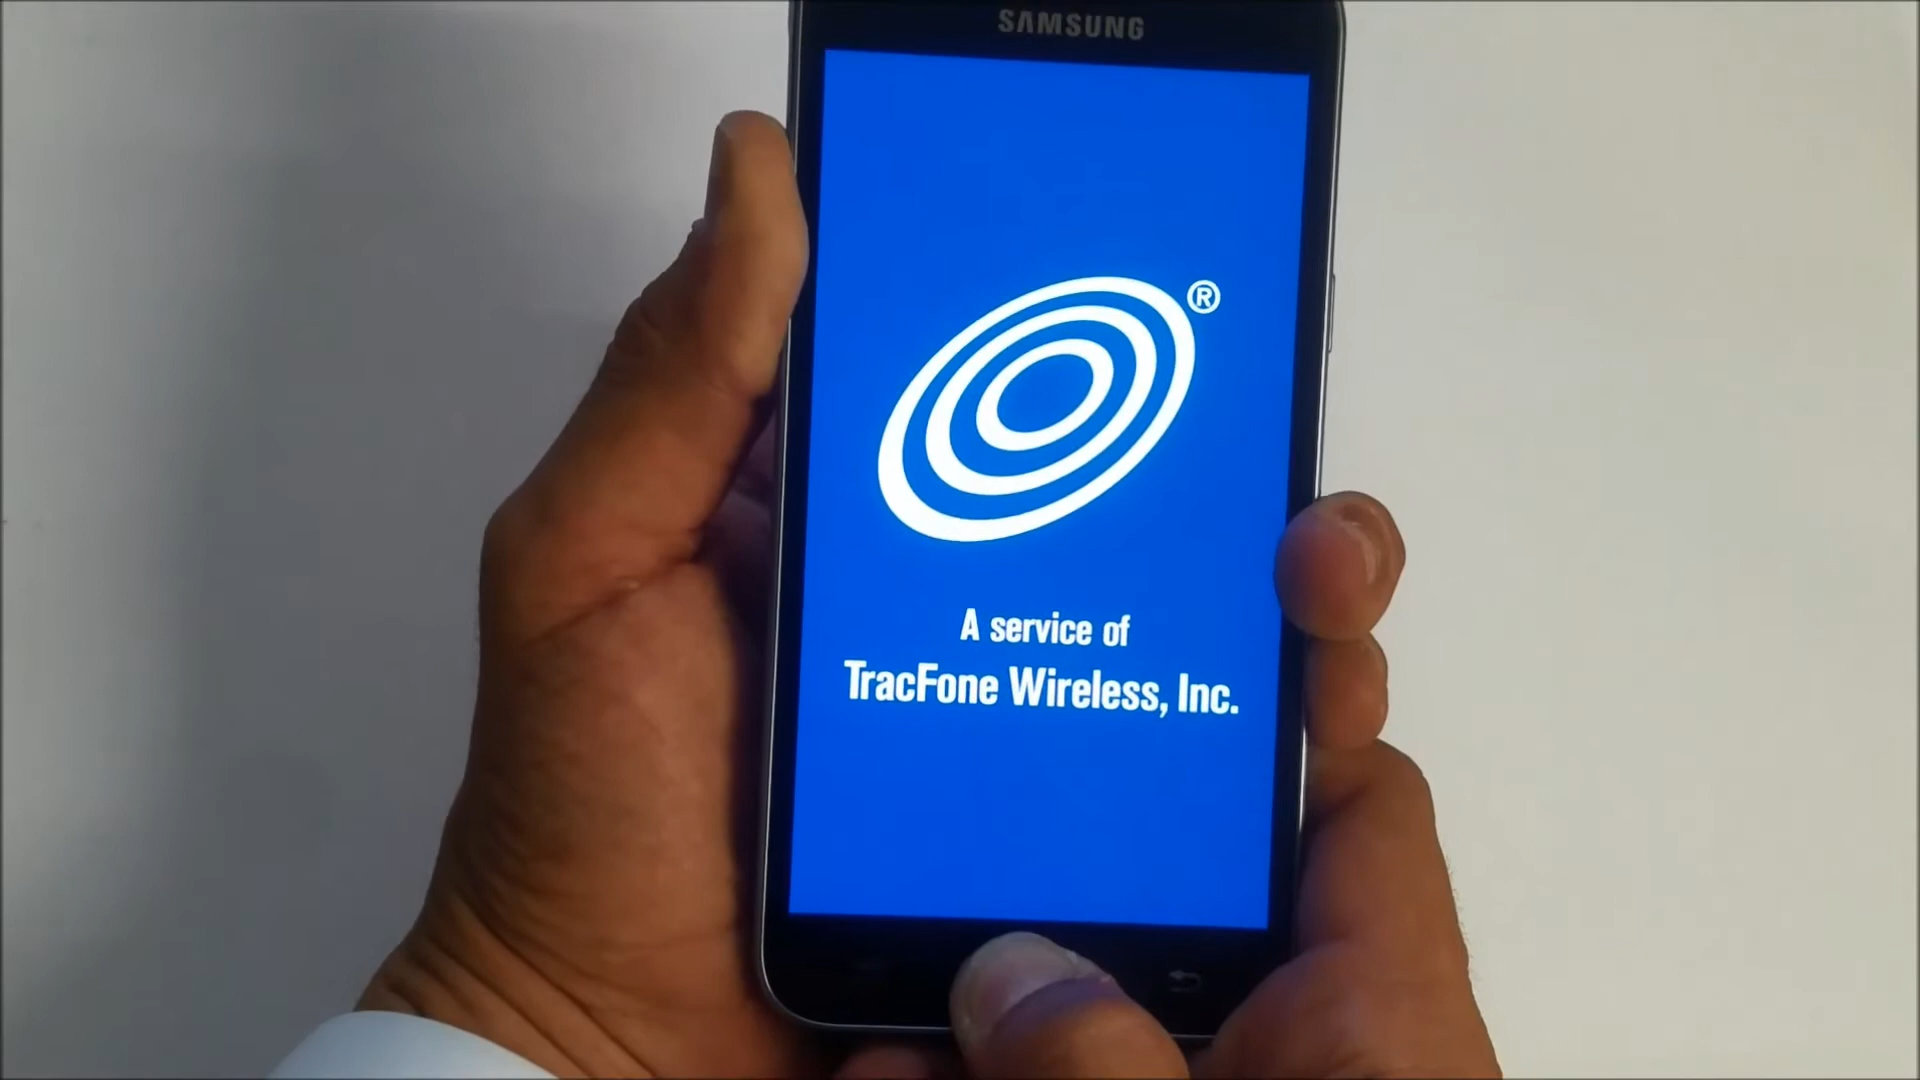 SAMSUNG
®
A service of
TracFone Wireless, Inc.